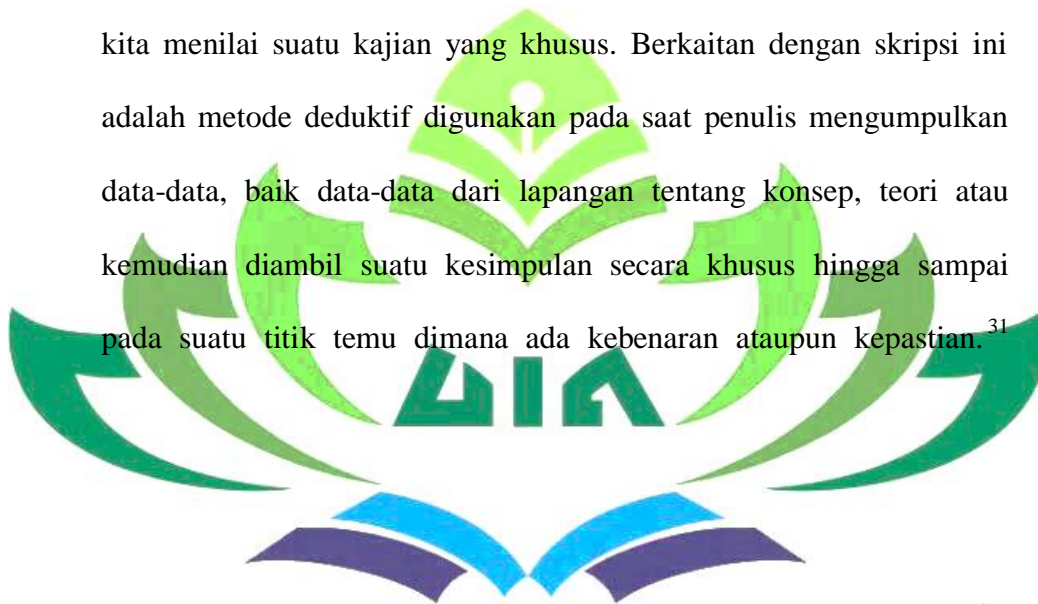 kita menilai suatu kajian yang khusus. Berkaitan dengan skripsi ini
adalah metode deduktif digunakan pada saat penulis mengumpulkan
data-data, baik data-data dari lapangan tentang konsep, teori atau
kemudian diambil suatu kesimpulan secara khusus hingga sampai
pada suatu titik temu dimana ada kebenaran ataupun kepastian.³¹
UIN